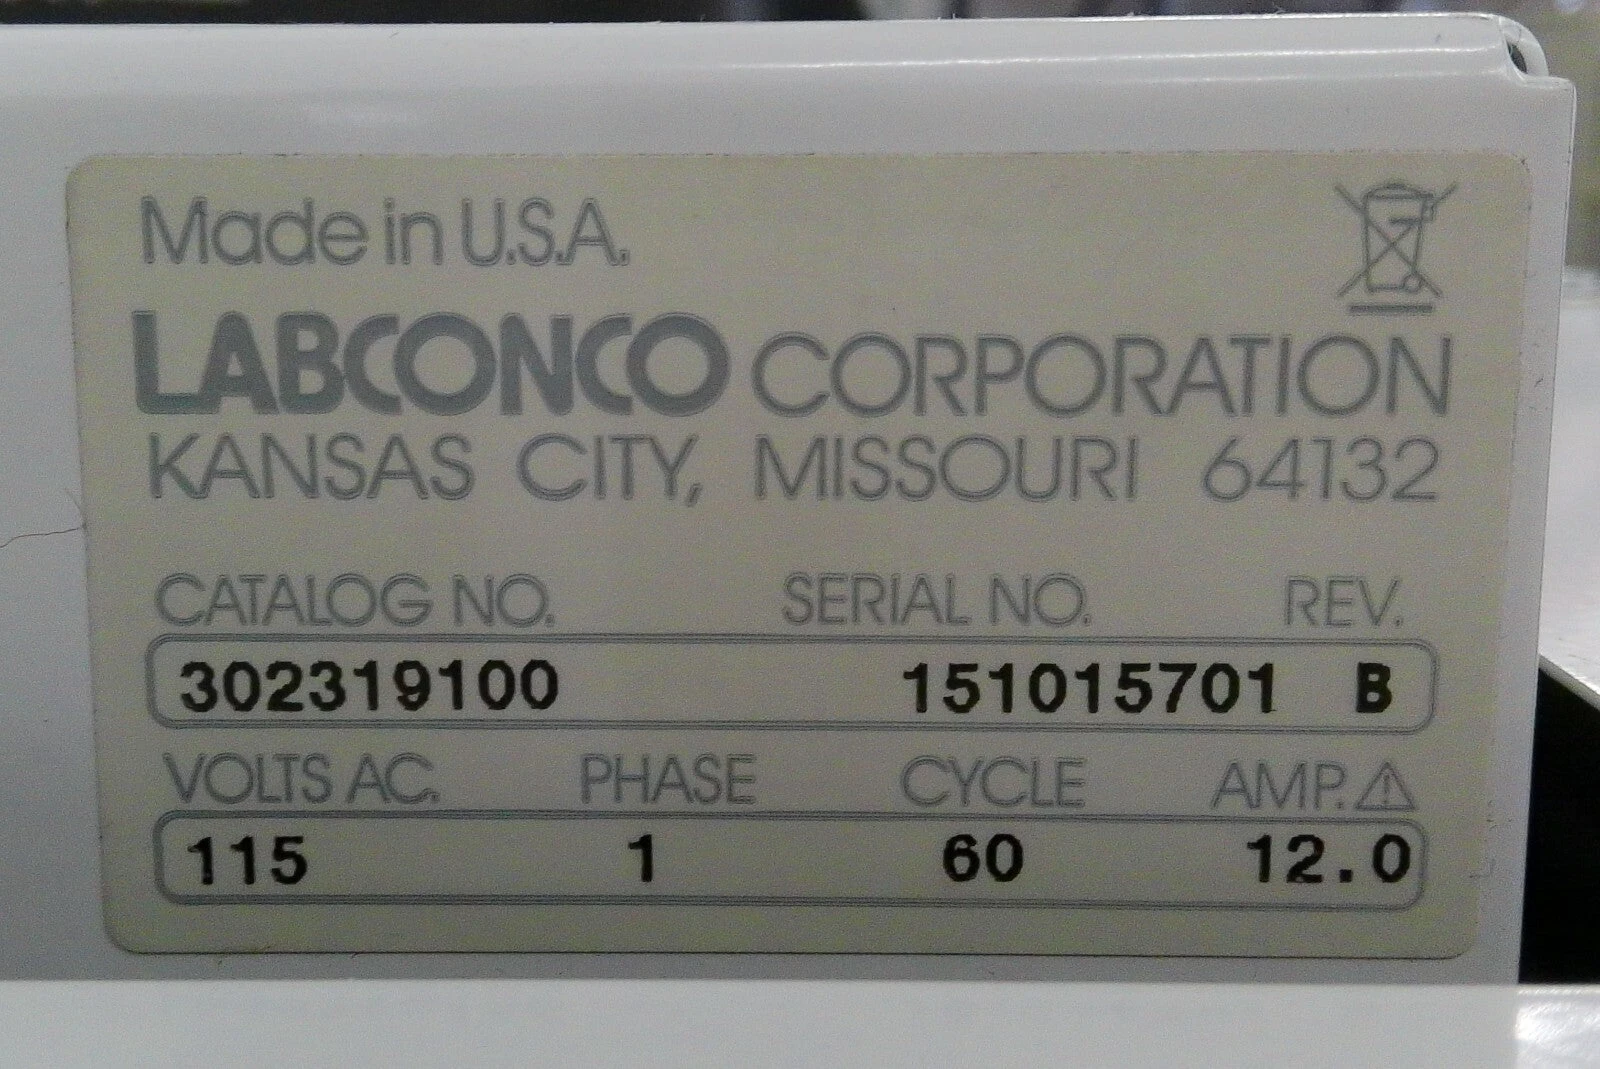 Made in U.S.A.
LABCONCO CORPORATION
KANSAS CITY, MISSOURI 64132
CATALOG NO. SERIAL NO. REV.
302319100 151015701 B
VOLTS AC. PHASE CYCLE AMP.
115 1 60 12.0